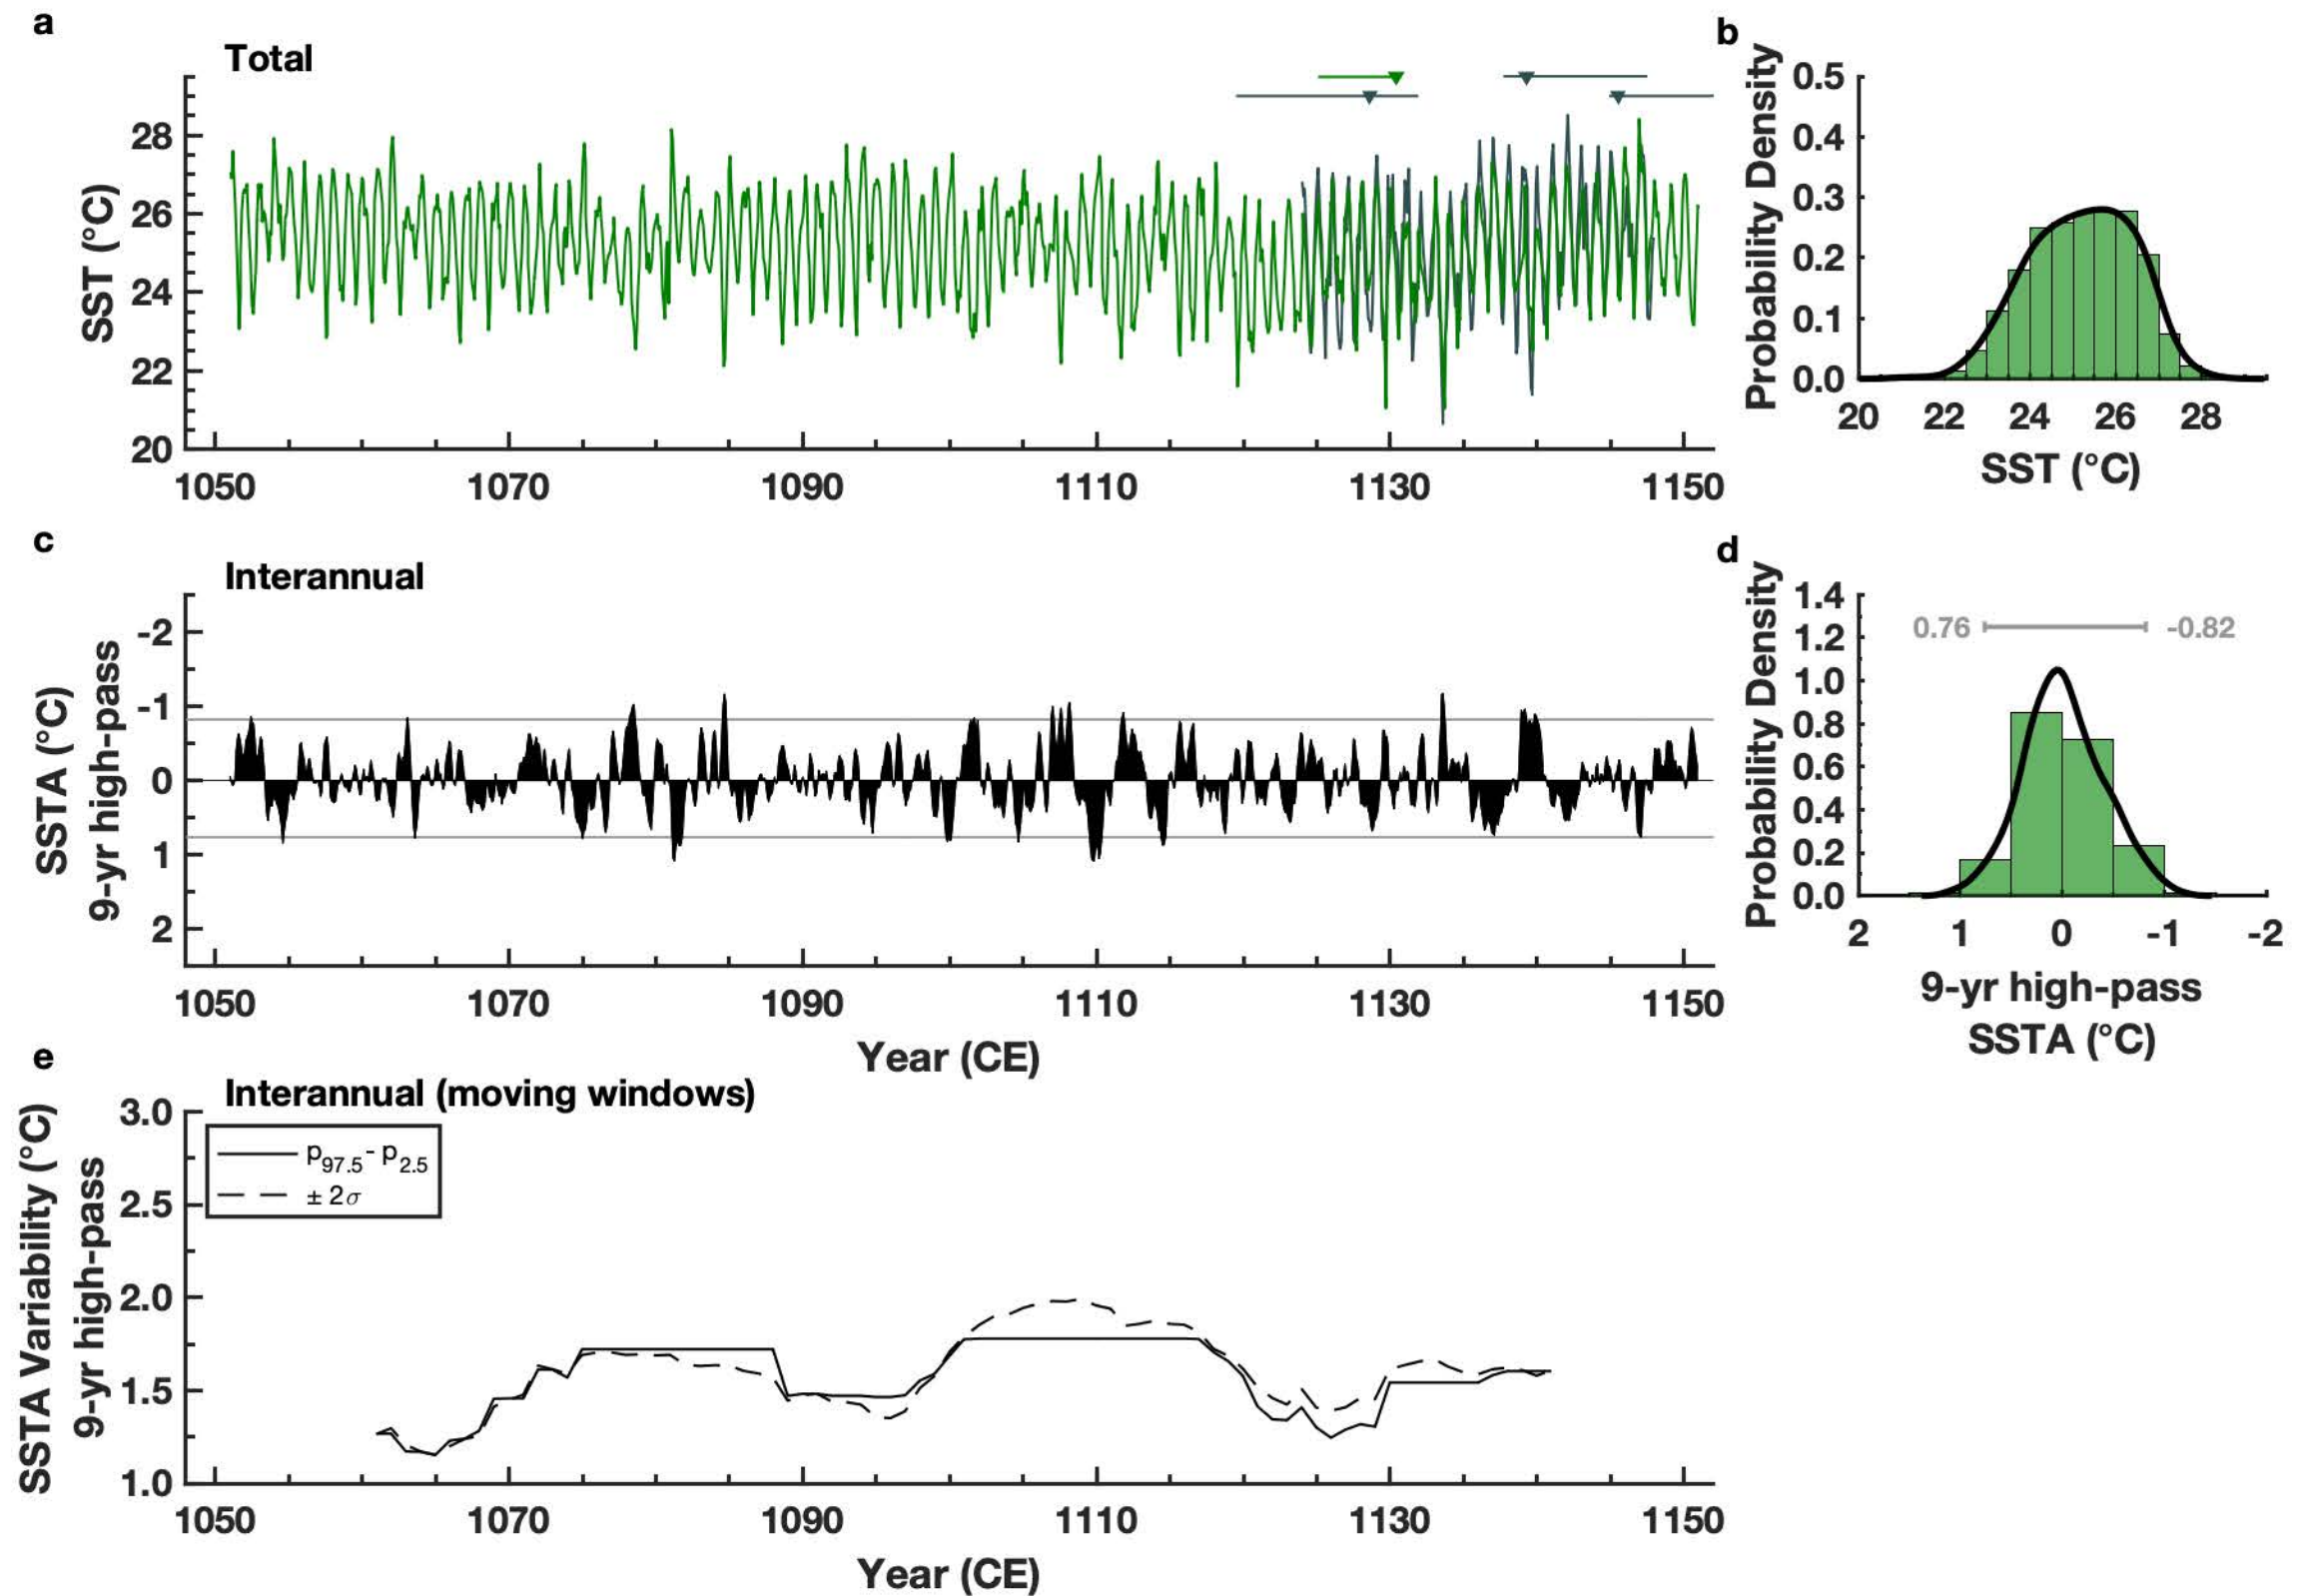 a
Total
SST (°C)
28
26
24
22
20
1050 1070 1090 1110 1130 1150
b
Probability Density
0.5
0.4
0.3
0.2
0.1
0.0
20 22 24 26 28
SST (°C)
c
Interannual
SSTA (°C)
9-yr high-pass
-2
-1
0
1
2
1050 1070 1090 1110 1130 1150
Year (CE)
d
Probability Density
1.4
1.2
1.0
0.8
0.6
0.4
0.2
0.0
0.76 -0.82
2 1 0 -1 -2
9-yr high-pass
SSTA (°C)
e
Interannual (moving windows)
SSTA Variability (°C)
9-yr high-pass
3.0
2.5
2.0
1.5
1.0
p97.5 - p2.5
± 2σ
1050 1070 1090 1110 1130 1150
Year (CE)